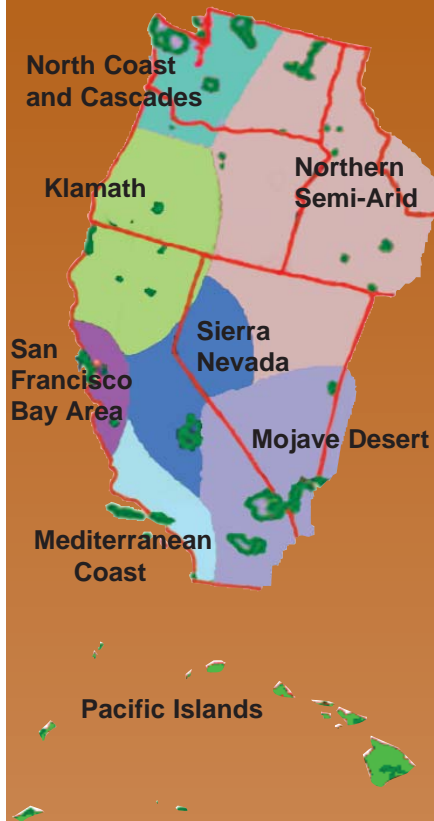 North Coast
and Cascades
Klamath
Northern
Semi-Arid
San
Francisco
Bay Area
Sierra
Nevada
Mojave Desert
Mediterranean
Coast
Pacific Islands